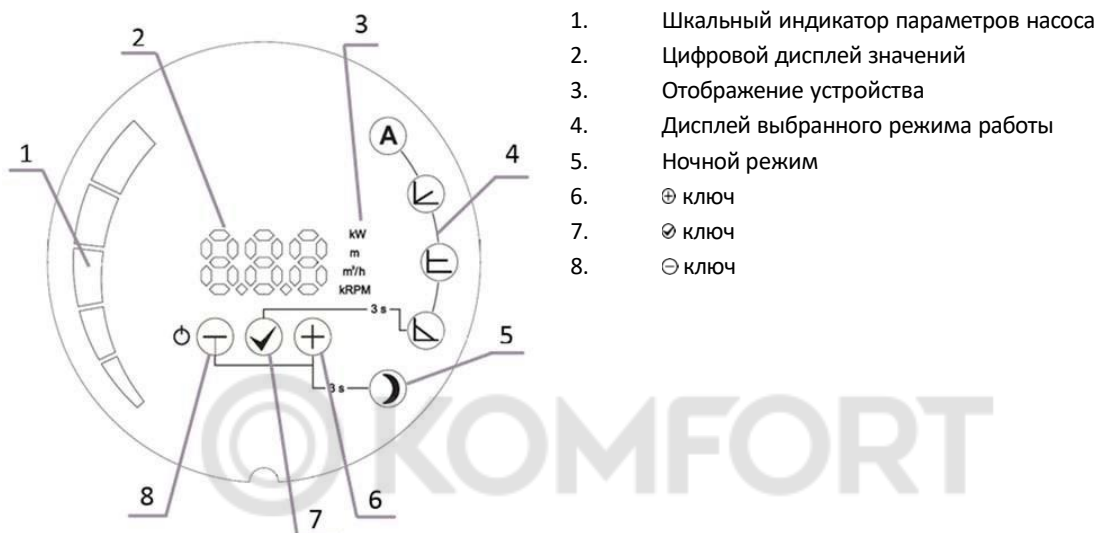 1. Шкальный индикатор параметров насоса
2. Цифровой дисплей значений
3. Отображение устройства
4. Дисплей выбранного режима работы
5. Ночной режим
6. ⊕ ключ
7. ✓ ключ
8. ⊖ ключ
2
3
A
1
4
kW
m
m³/h
kRPM
3 s
5
3 s
8
7
6
KOMFORT